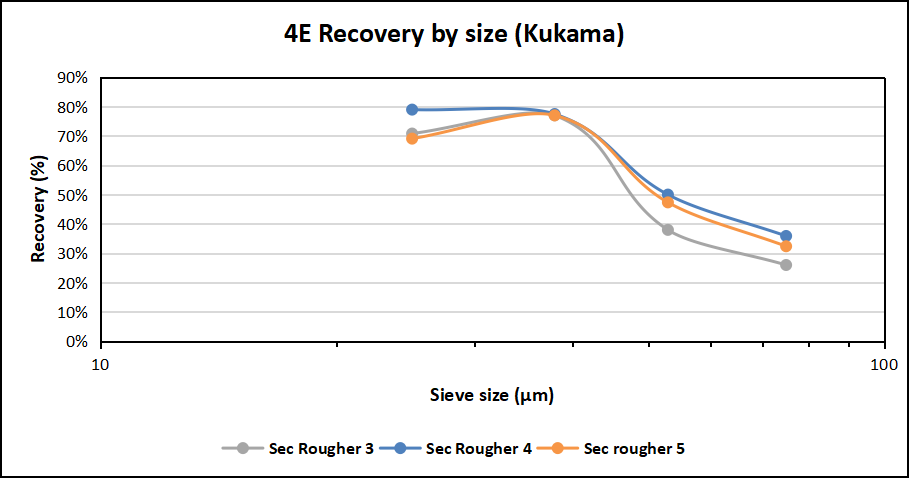 4E Recovery by size (Kukama)
90%
80%
70%
60%
50%
40%
30%
20%
10%
0%
Recovery (%)
10 100
Sieve size (µm)
Sec Rougher 3 Sec Rougher 4 Sec rougher 5